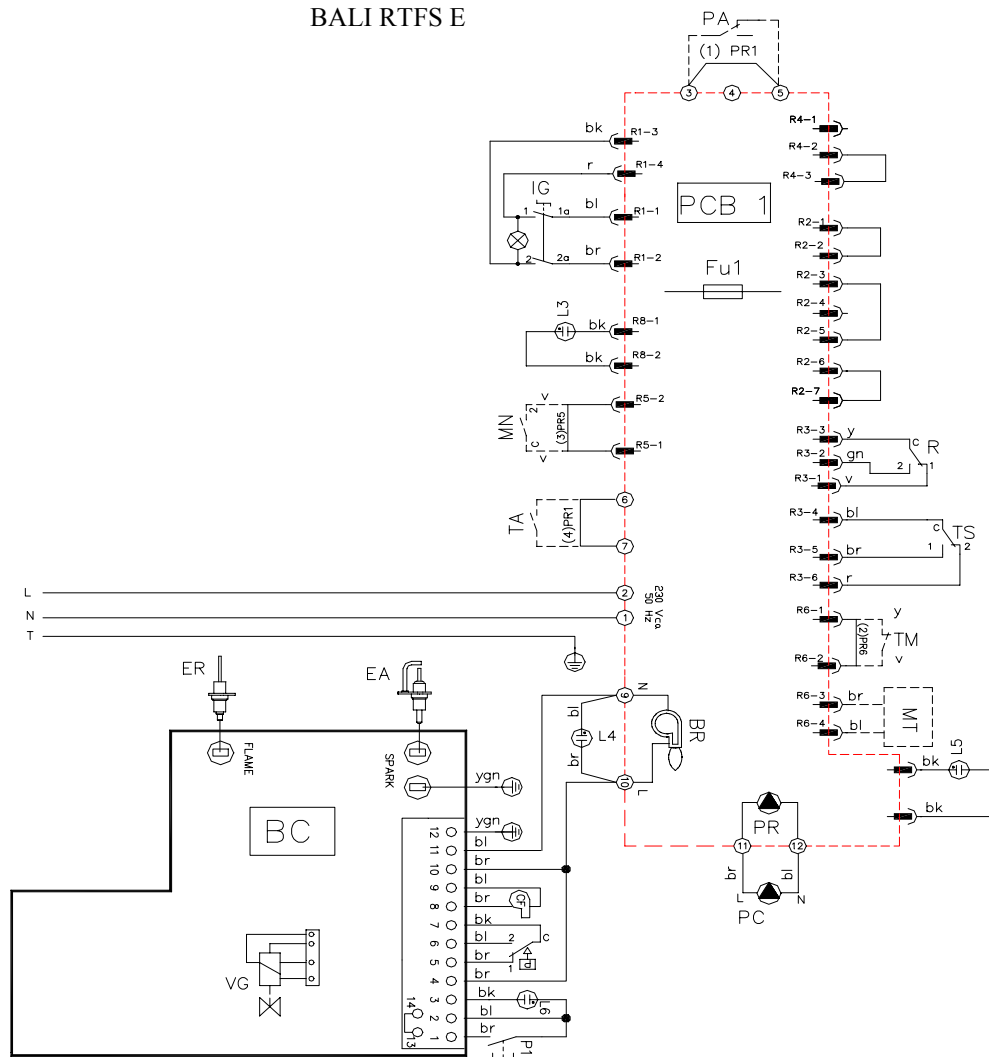 BALI RTFS E
PA
(1) PR1
3 4 5
bk R1-3
r R1-4
IG
1 1a bl R1-1
2 2a br R1-2
PCB 1
Fu1
L3
bk R8-1
bk R8-2
MN
2 v R5-2
(3)PR5
C v R5-1
TA
(4)PR1
6
7
L 2
N 1
230 Vca
50 Hz
T
R4-1
R4-2
R4-3
R2-1
R2-2
R2-3
R2-4
R2-5
R2-6
R2-7
R3-3 y
R3-2 gn
R3-1 v
C R
2 1
R3-4 bl
R3-5 br
R3-6 r
C TS
1 2
R6-1 y
(2)PR6
TM
R6-2 v
R6-3 br
R6-4 bl
MT
bk L5
bk
ER
EA
FLAME
SPARK
9 N
bl
L4
br
10 L
BR
PR
11 12
br bl
L N
PC
BC
VG
ygn
12 ygn
11 bl
10 br
9 bl
8 br
CF
7 bk
6 bl
2 C
5 br
1 P
4 br
3 bk
L6
14
2 bl
13
1 br
P1